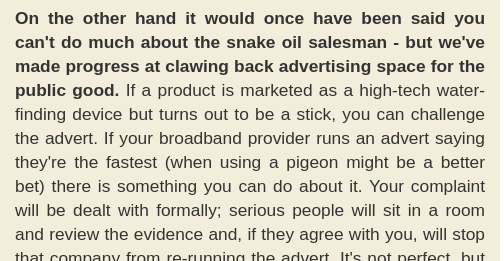 On the other hand it would once have been said you
can't do much about the snake oil salesman - but we've
made progress at clawing back advertising space for the
public good. If a product is marketed as a high-tech water-
finding device but turns out to be a stick, you can challenge
the advert. If your broadband provider runs an advert saying
they're the fastest (when using a pigeon might be a better
bet) there is something you can do about it. Your complaint
will be dealt with formally; serious people will sit in a room
and review the evidence and, if they agree with you, will stop
that company from re-running the advert. It's not perfect, but